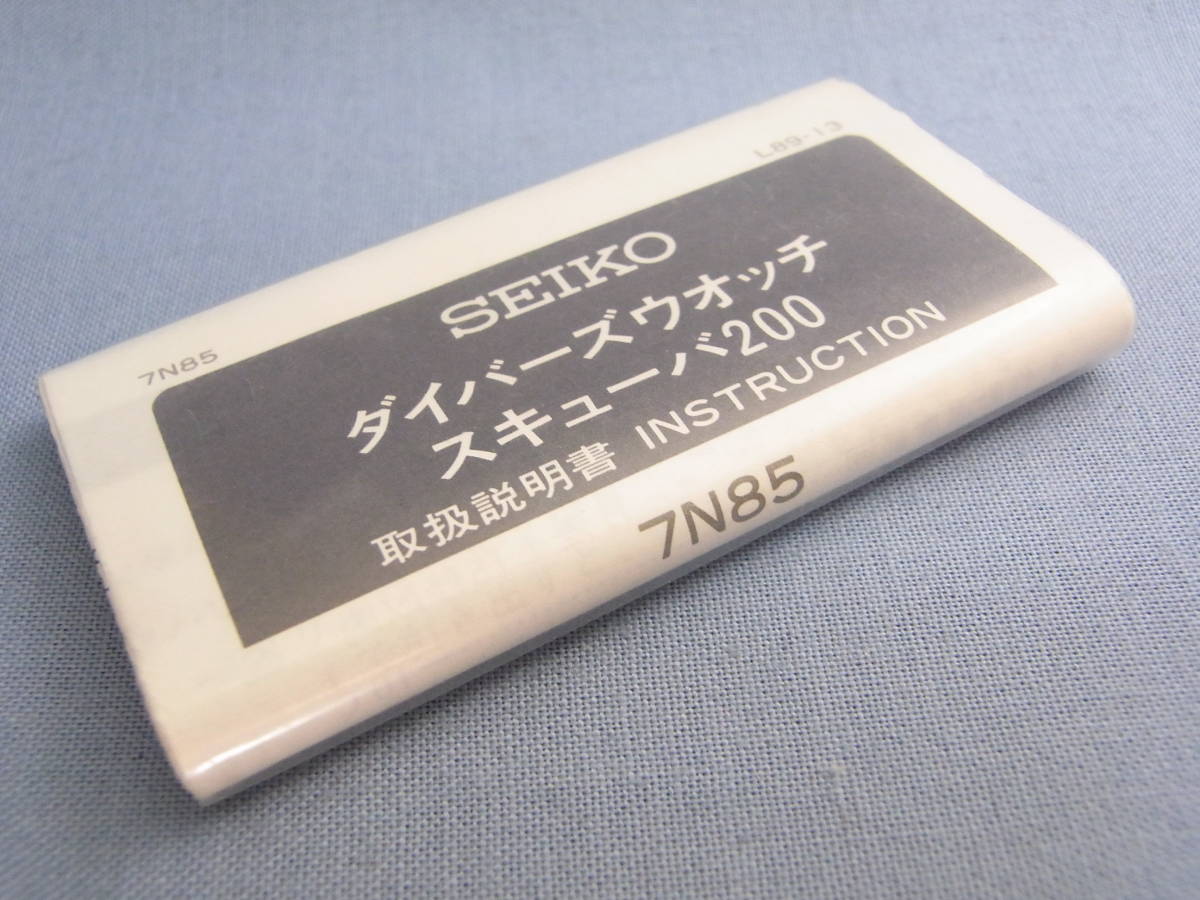 7N85
L89-13
SEIKO
ダイバーズウオッチ
スキューバ200
取扱説明書 INSTRUCTION
7N85